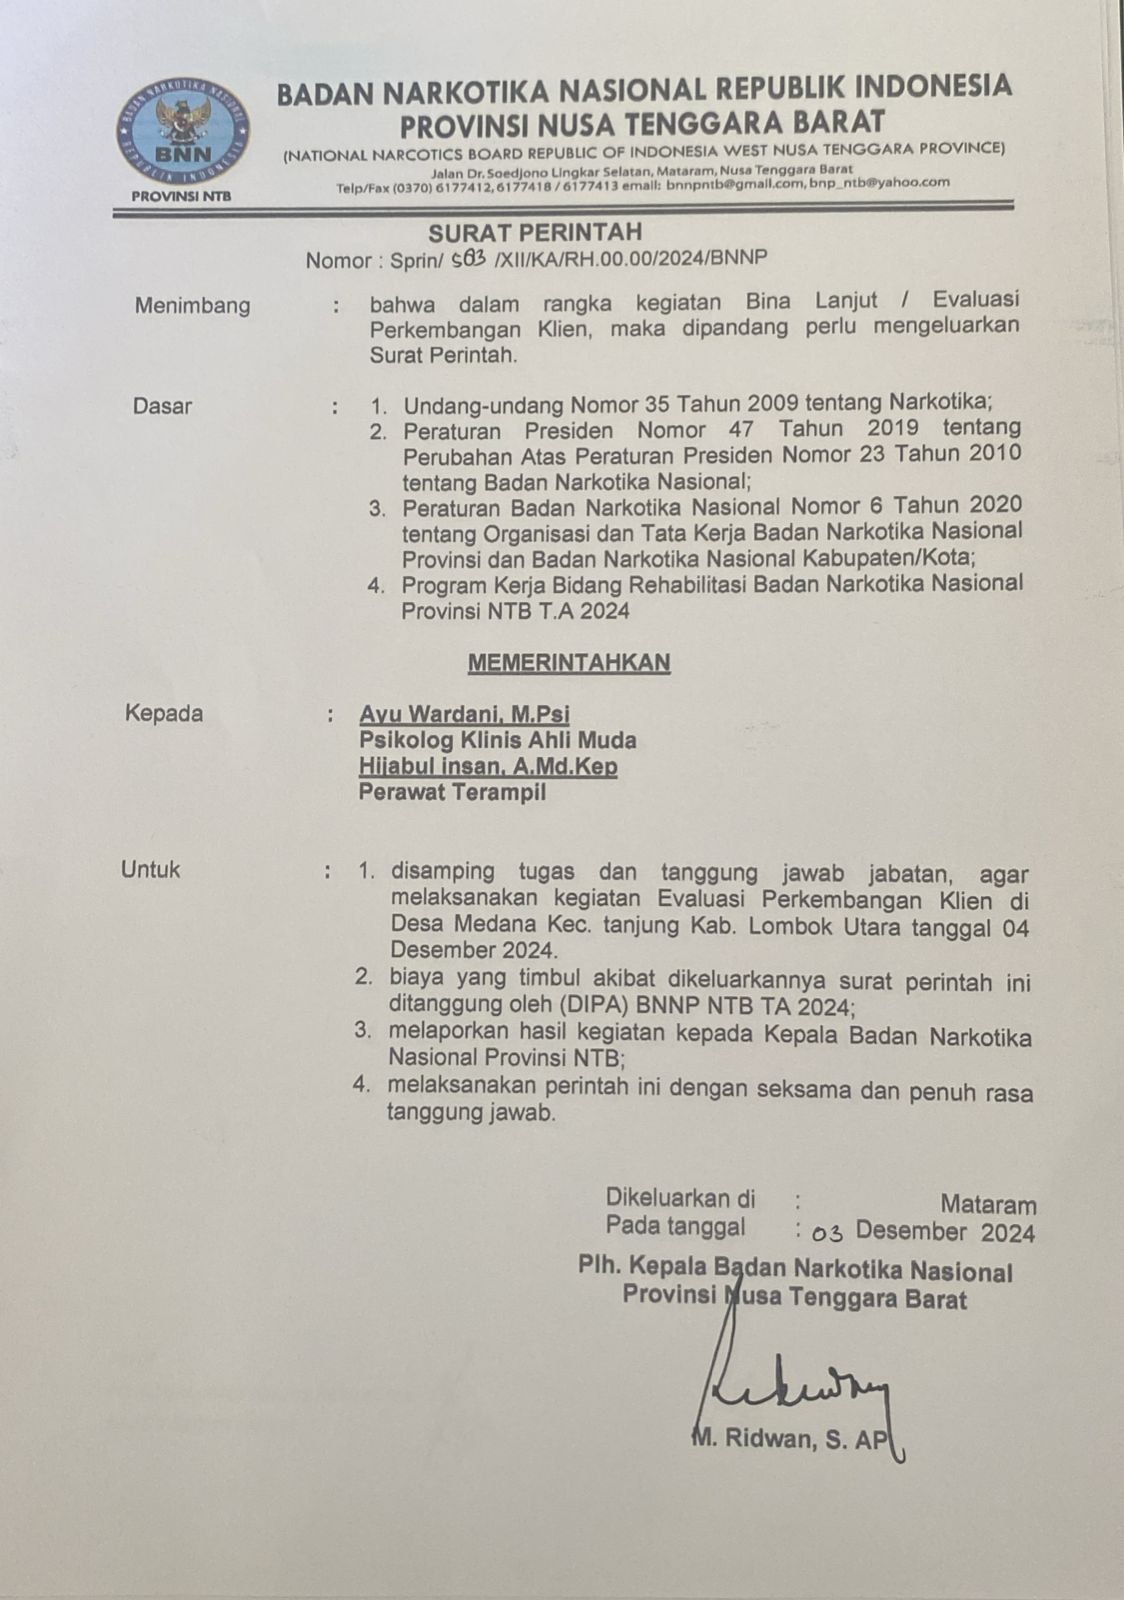 BADAN NARKOTIKA NASIONAL REPUBLIK INDONESIA
PROVINSI NUSA TENGGARA BARAT
(NATIONAL NARCOTICS BOARD REPUBLIC OF INDONESIA WEST NUSA TENGGARA PROVINCE)
Jalan Dr. Soedjono Lingkar Selatan, Mataram, Nusa Tenggara Barat
Telp/Fax (0370) 6177412, 6177418 / 6177413 email: bnnpntb@gmail.com, bnp_ntb@yahoo.com
BADAN NARKOTIKA NASIONAL
BNN
REPUBLIK INDONESIA
PROVINSI NTB
SURAT PERINTAH
Nomor : Sprin/ 503 /XII/KA/RH.00.00/2024/BNNP
Menimbang : bahwa dalam rangka kegiatan Bina Lanjut / Evaluasi
Perkembangan Klien, maka dipandang perlu mengeluarkan
Surat Perintah.
Dasar : 1. Undang-undang Nomor 35 Tahun 2009 tentang Narkotika;
2. Peraturan Presiden Nomor 47 Tahun 2019 tentang
Perubahan Atas Peraturan Presiden Nomor 23 Tahun 2010
tentang Badan Narkotika Nasional;
3. Peraturan Badan Narkotika Nasional Nomor 6 Tahun 2020
tentang Organisasi dan Tata Kerja Badan Narkotika Nasional
Provinsi dan Badan Narkotika Nasional Kabupaten/Kota;
4. Program Kerja Bidang Rehabilitasi Badan Narkotika Nasional
Provinsi NTB T.A 2024
MEMERINTAHKAN
Kepada : Ayu Wardani, M.Psi
Psikolog Klinis Ahli Muda
Hijabul insan, A.Md.Kep
Perawat Terampil
Untuk : 1. disamping tugas dan tanggung jawab jabatan, agar
melaksanakan kegiatan Evaluasi Perkembangan Klien di
Desa Medana Kec. tanjung Kab. Lombok Utara tanggal 04
Desember 2024.
2. biaya yang timbul akibat dikeluarkannya surat perintah ini
ditanggung oleh (DIPA) BNNP NTB TA 2024;
3. melaporkan hasil kegiatan kepada Kepala Badan Narkotika
Nasional Provinsi NTB;
4. melaksanakan perintah ini dengan seksama dan penuh rasa
tanggung jawab.
Dikeluarkan di : Mataram
Pada tanggal : 03 Desember 2024
Plh. Kepala Badan Narkotika Nasional
Provinsi Nusa Tenggara Barat
M. Ridwan, S. AP